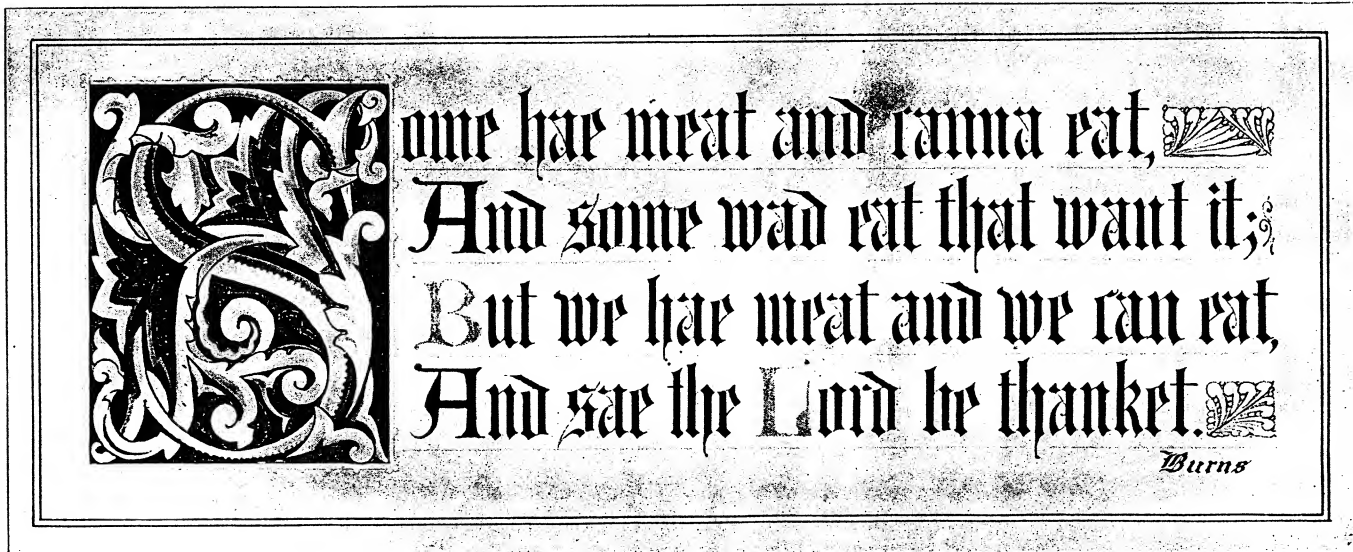 Some hae meat and canna eat,
And some wad eat that want it;
But we hae meat and we can eat,
And sae the Lord be thanket.
Burns